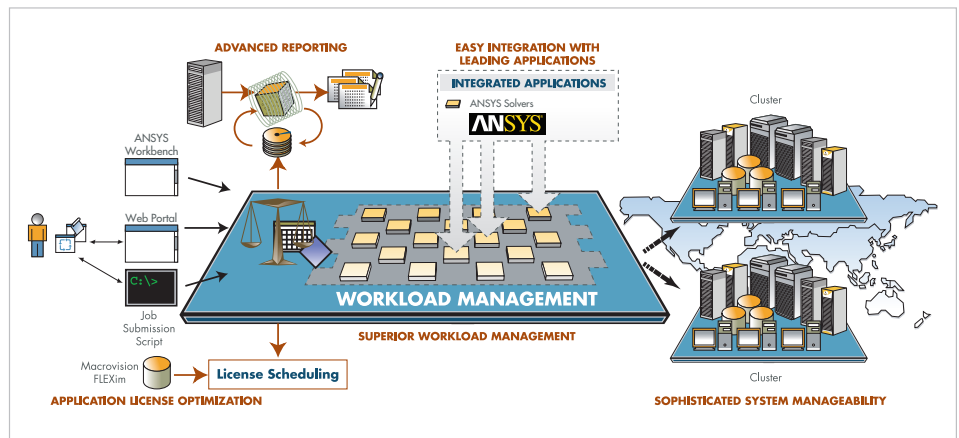 ADVANCED REPORTING
EASY INTEGRATION WITH
LEADING APPLICATIONS
INTEGRATED APPLICATIONS
ANSYS Solvers
ANSYS®
Cluster
ANSYS
Workbench
Web Portal
C:\>
Job
Submission
Script
WORKLOAD MANAGEMENT
SUPERIOR WORKLOAD MANAGEMENT
Macrovision
FLEXim
License Scheduling
APPLICATION LICENSE OPTIMIZATION
Cluster
SOPHISTICATED SYSTEM MANAGEABILITY